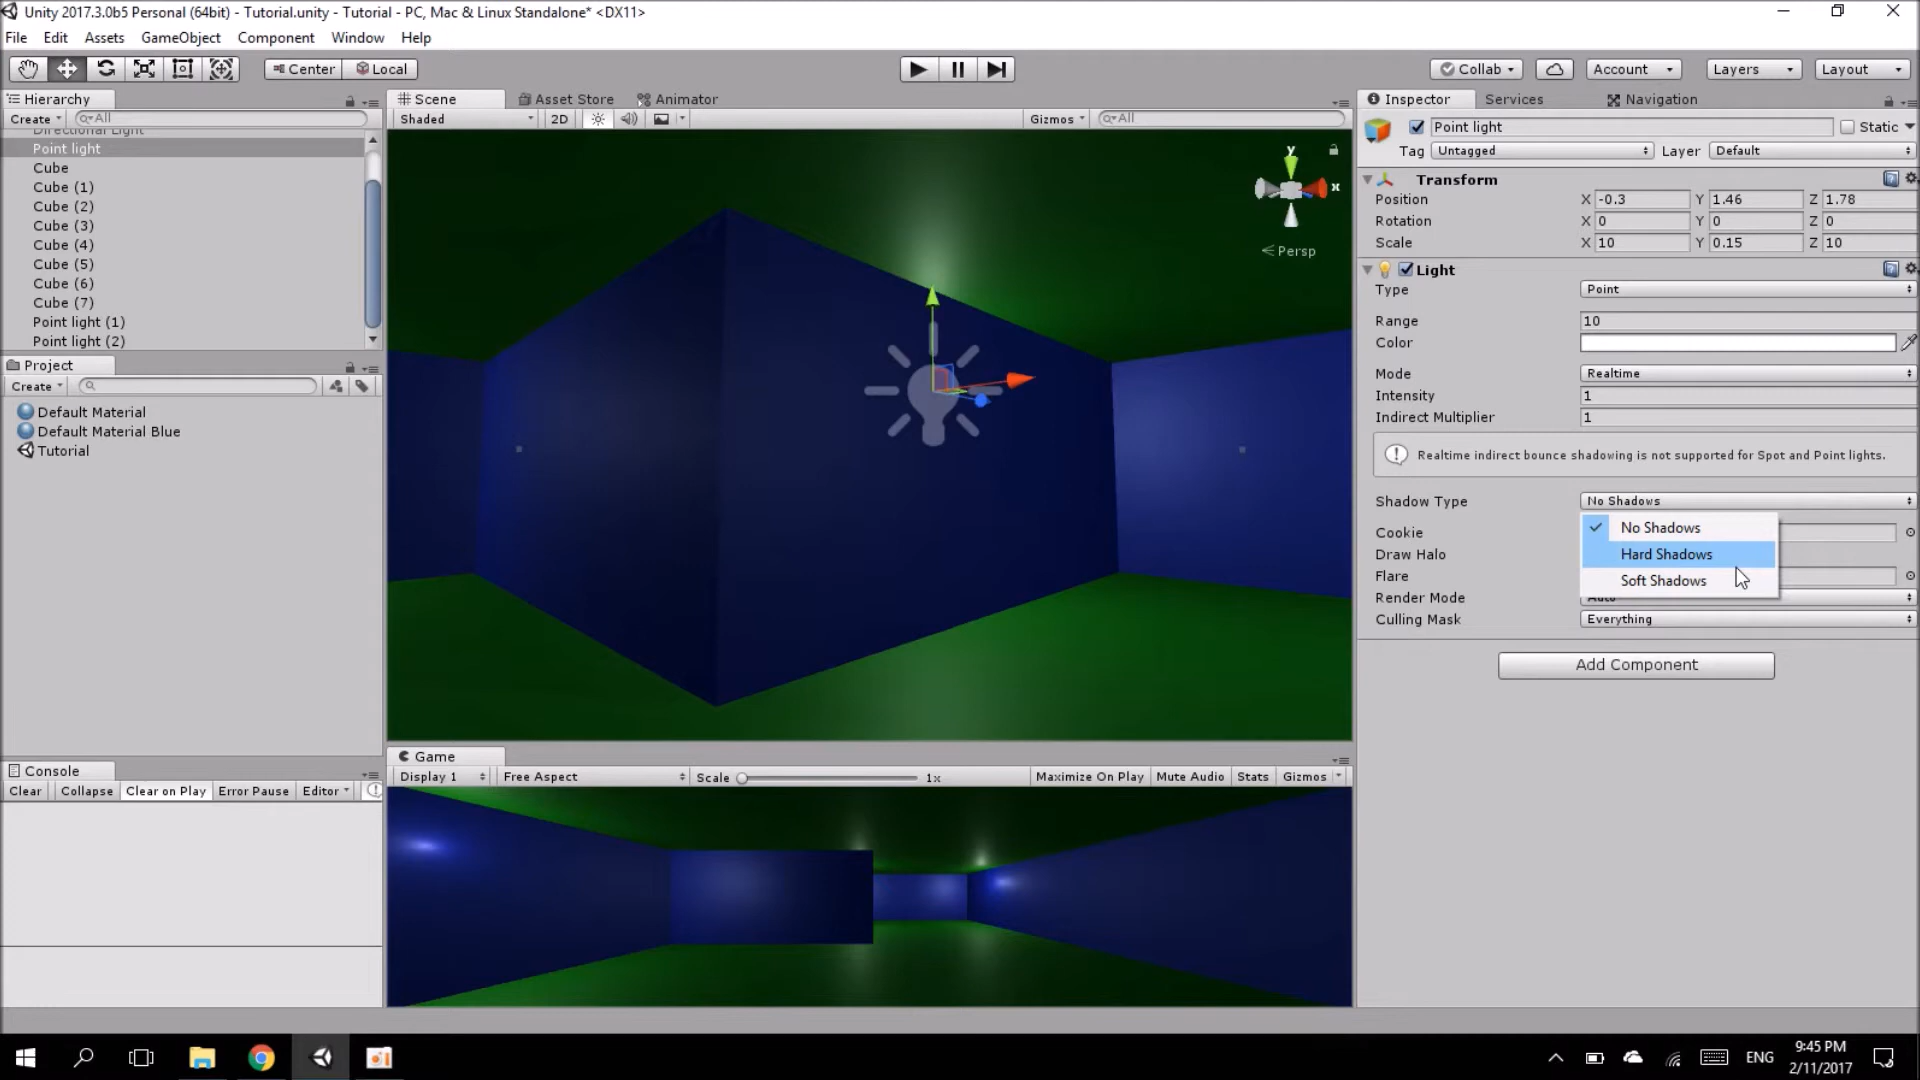 Unity 2017.3.0b5 Personal (64bit) - Tutorial.unity - Tutorial - PC, Mac & Linux Standalone* <DX11>
File Edit Assets GameObject Component Window Help
Center Local Collab Account Layers Layout
Hierarchy
Create All
Directional Light
Point light
Cube
Cube (1)
Cube (2)
Cube (3)
Cube (4)
Cube (5)
Cube (6)
Cube (7)
Point light (1)
Point light (2)
Project
Create
Default Material
Default Material Blue
Tutorial
Console
Clear Collapse Clear on Play Error Pause Editor
Scene Asset Store Animator
Shaded 2D Gizmos All
y
x
Persp
Game
Display 1 Free Aspect Scale 1x Maximize On Play Mute Audio Stats Gizmos
Inspector Services Navigation
Point light Static
Tag Untagged Layer Default
Transform
Position X -0.3 Y 1.46 Z 1.78
Rotation X 0 Y 0 Z 0
Scale X 10 Y 0.15 Z 10
Light
Type Point
Range 10
Color
Mode Realtime
Intensity 1
Indirect Multiplier 1
Realtime indirect bounce shadowing is not supported for Spot and Point lights.
Shadow Type No Shadows
No Shadows
Hard Shadows
Soft Shadows
Cookie
Draw Halo
Flare
Render Mode Auto
Culling Mask Everything
Add Component
ENG
9:45 PM
2/11/2017